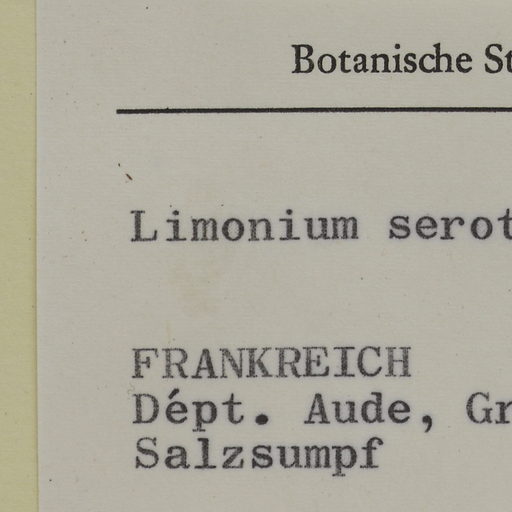 Botanische St
Limonium serot
FRANKREICH
Dépt. Aude, Gr
Salzsumpf